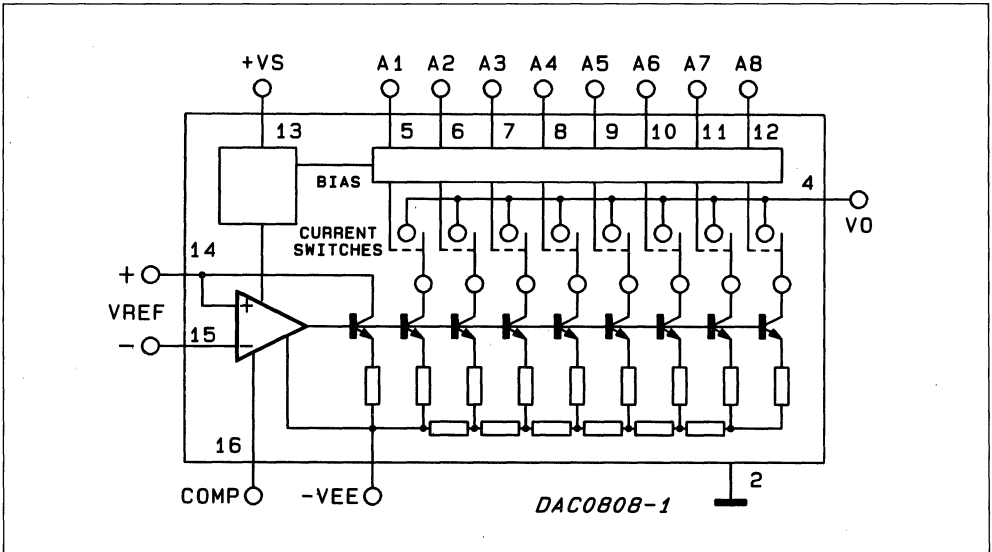 +VS A1 A2 A3 A4 A5 A6 A7 A8
13 5 6 7 8 9 10 11 12
BIAS
4
VO
CURRENT
SWITCHES
14
+
VREF
+
15
- -
16
COMP
-VEE
2
DAC0808-1